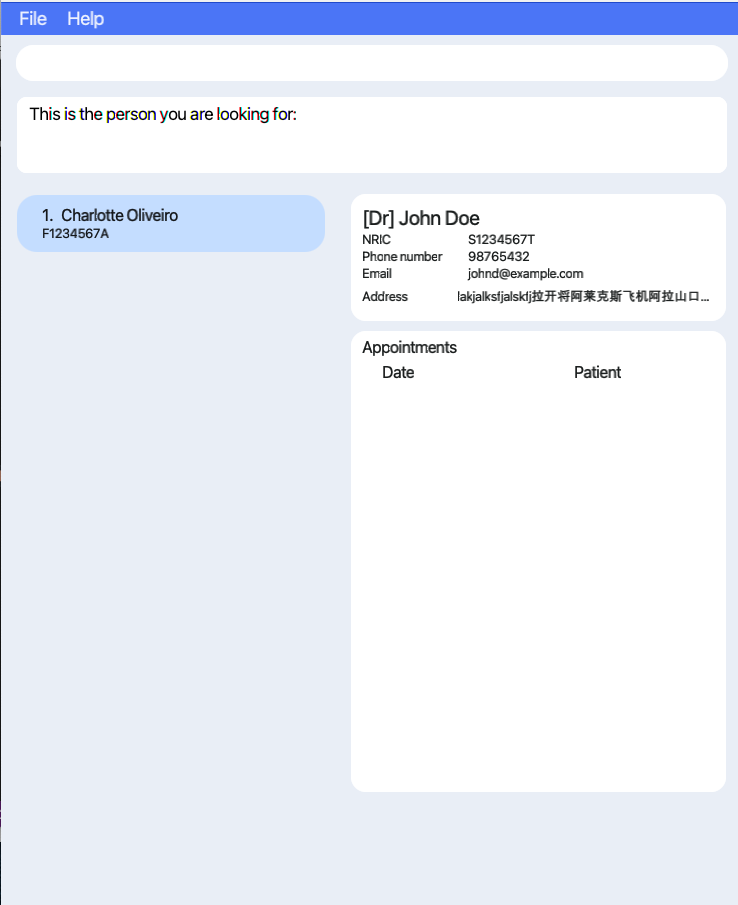 File Help
This is the person you are looking for:
1. Charlotte Oliveiro
F1234567A
[Dr] John Doe
NRIC S1234567T
Phone number 98765432
Email johnd@example.com
Address lakjalksfjalskfj拉开将阿莱克斯飞机阿拉山口...
Appointments
Date Patient